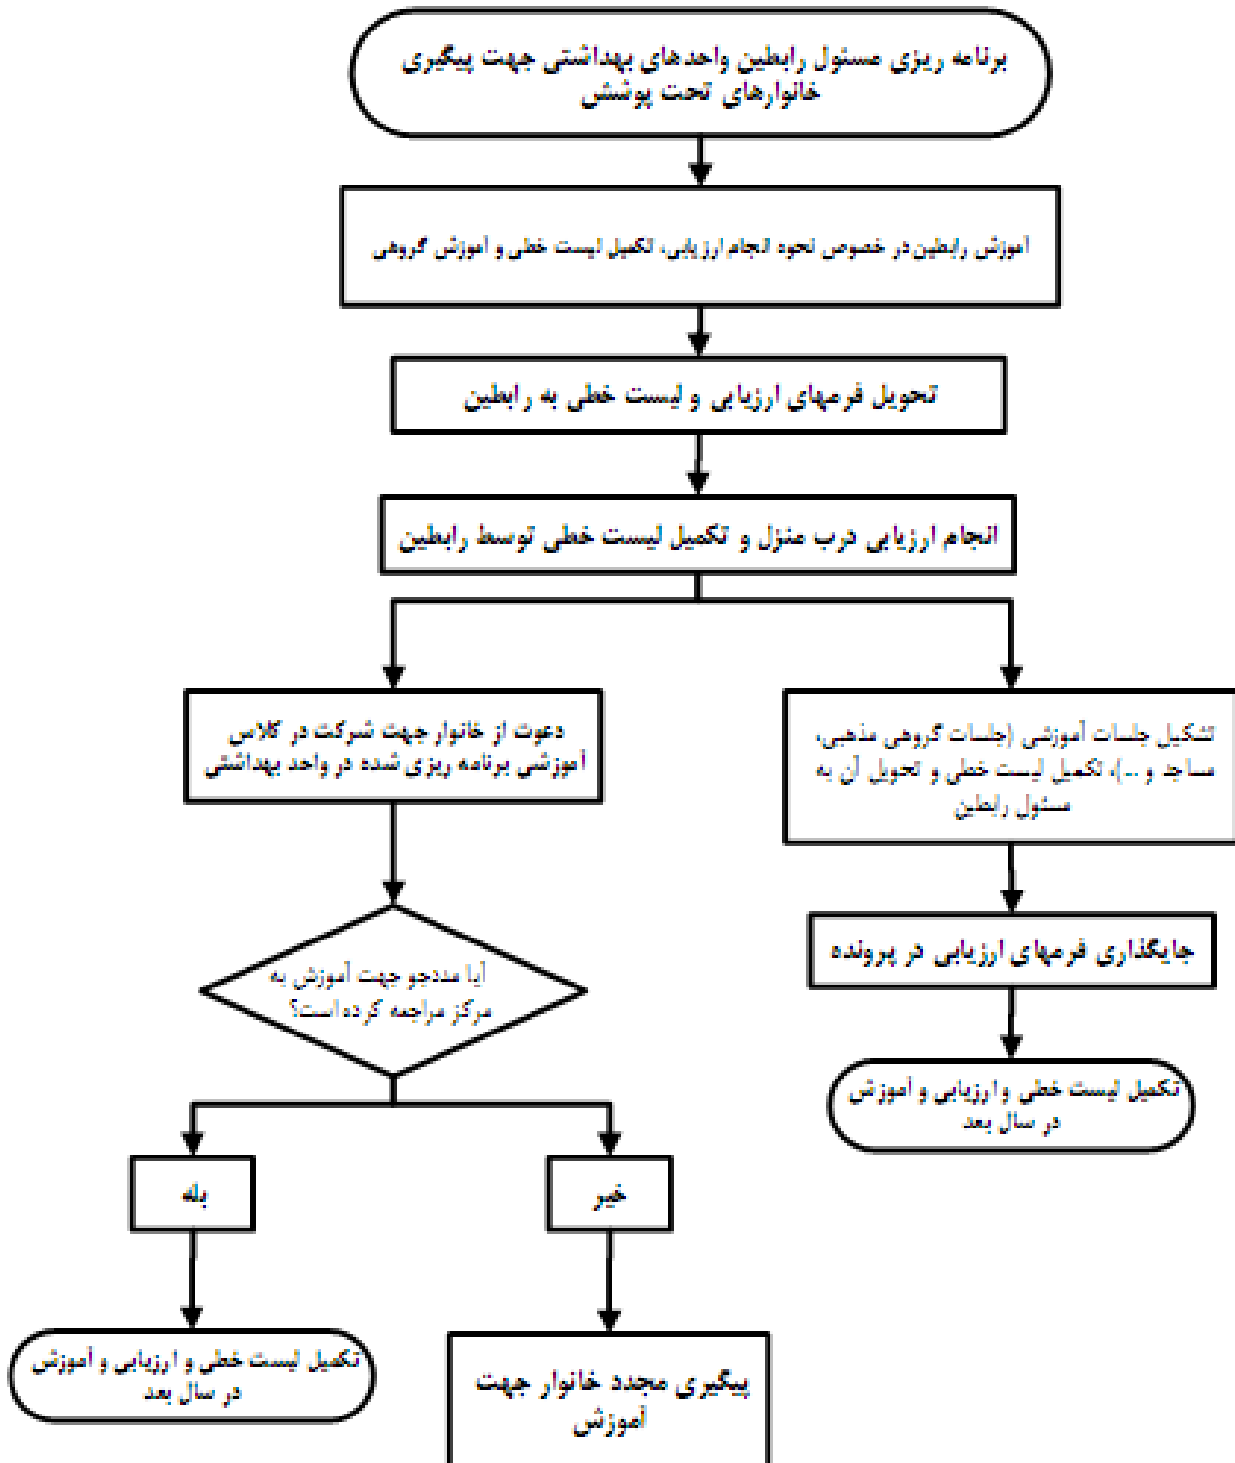 برنامه ریزی مسئول رابطین واحدهای بهداشتی جهت پیگیری
خانوارهای تحت پوشش
آموزش رابطین در خصوص نحوه انجام ارزیابی، تکمیل لیست خطی و آموزش گروهی
تحویل فرمهای ارزیابی و لیست خطی به رابطین
انجام ارزیابی درب منزل و تکمیل لیست خطی توسط رابطین
تشکیل جلسات آموزشی (جلسات گروهی مذهبی،
مساجد و ...)، تکمیل لیست خطی و تحویل آن به
مسئول رابطین
جایگذاری فرمهای ارزیابی در پرونده
تکمیل لیست خطی و ارزیابی و آموزش
در سال بعد
دعوت از خانوار جهت شرکت در کلاس
آموزشی برنامه ریزی شده در واحد بهداشتی
آیا مددجو جهت آموزش به
مرکز مراجعه کرده است؟
خیر
پیگیری مجدد خانوار جهت
آموزش
بله
تکمیل لیست خطی و ارزیابی و آموزش
در سال بعد